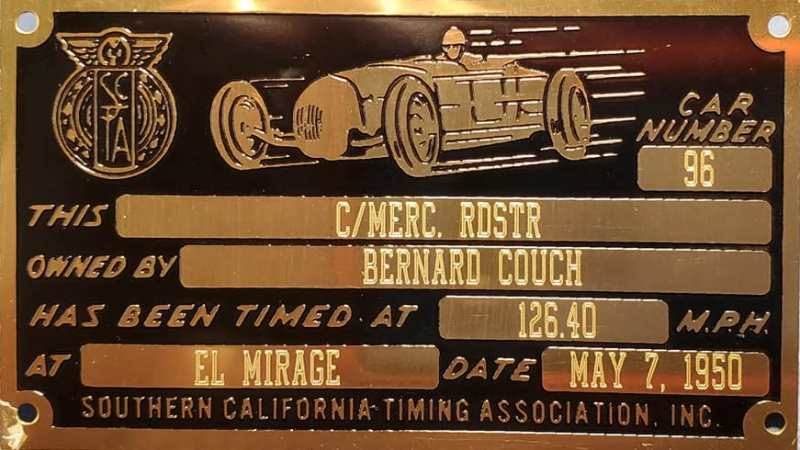 M
S C
T A
CAR
NUMBER
96
THIS C/MERC. RDSTR
OWNED BY BERNARD COUCH
HAS BEEN TIMED AT 126.40 M.P.H.
AT EL MIRAGE DATE MAY 7, 1950
SOUTHERN CALIFORNIA TIMING ASSOCIATION, INC.